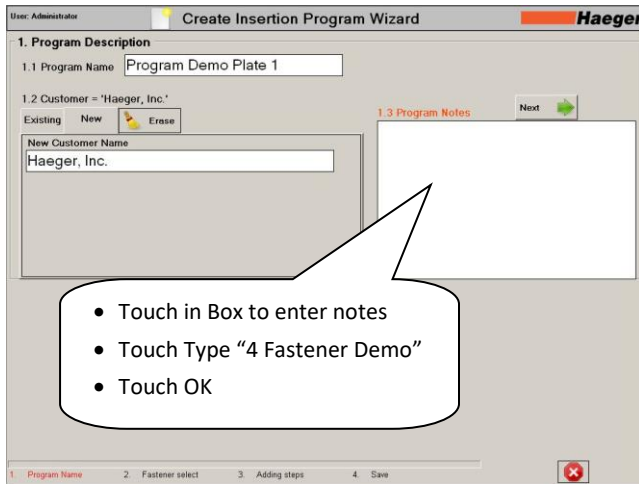 User: Administrator
Create Insertion Program Wizard
Haeger
1. Program Description
1.1 Program Name Program Demo Plate 1
1.2 Customer = 'Haeger, Inc.'
Existing New Erase
1.3 Program Notes
Next
New Customer Name
Haeger, Inc.
• Touch in Box to enter notes
• Touch Type “4 Fastener Demo”
• Touch OK
1. Program Name 2. Fastener select 3. Adding steps 4. Save